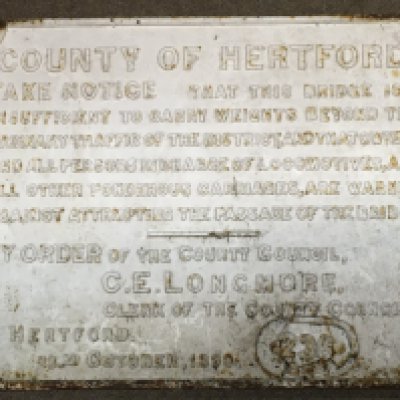 COUNTY OF HERTFORD
TAKE NOTICE THAT THIS BRIDGE IS
INSUFFICIENT TO CARRY WEIGHTS BEYOND THE
ORDINARY TRAFFIC OF THE DISTRICT, AND THAT OWNERS
AND ALL PERSONS IN CHARGE OF LOCOMOTIVES, AND
ALL OTHER PONDEROUS CARRIAGES, ARE WARNED
AGAINST ATTEMPTING THE PASSAGE OF THE BRIDGE
BY ORDER OF THE COUNTY COUNCIL,
C.E. LONGMORE,
CLERK OF THE COUNTY COUNCIL
HERTFORD.
OCTOBER,